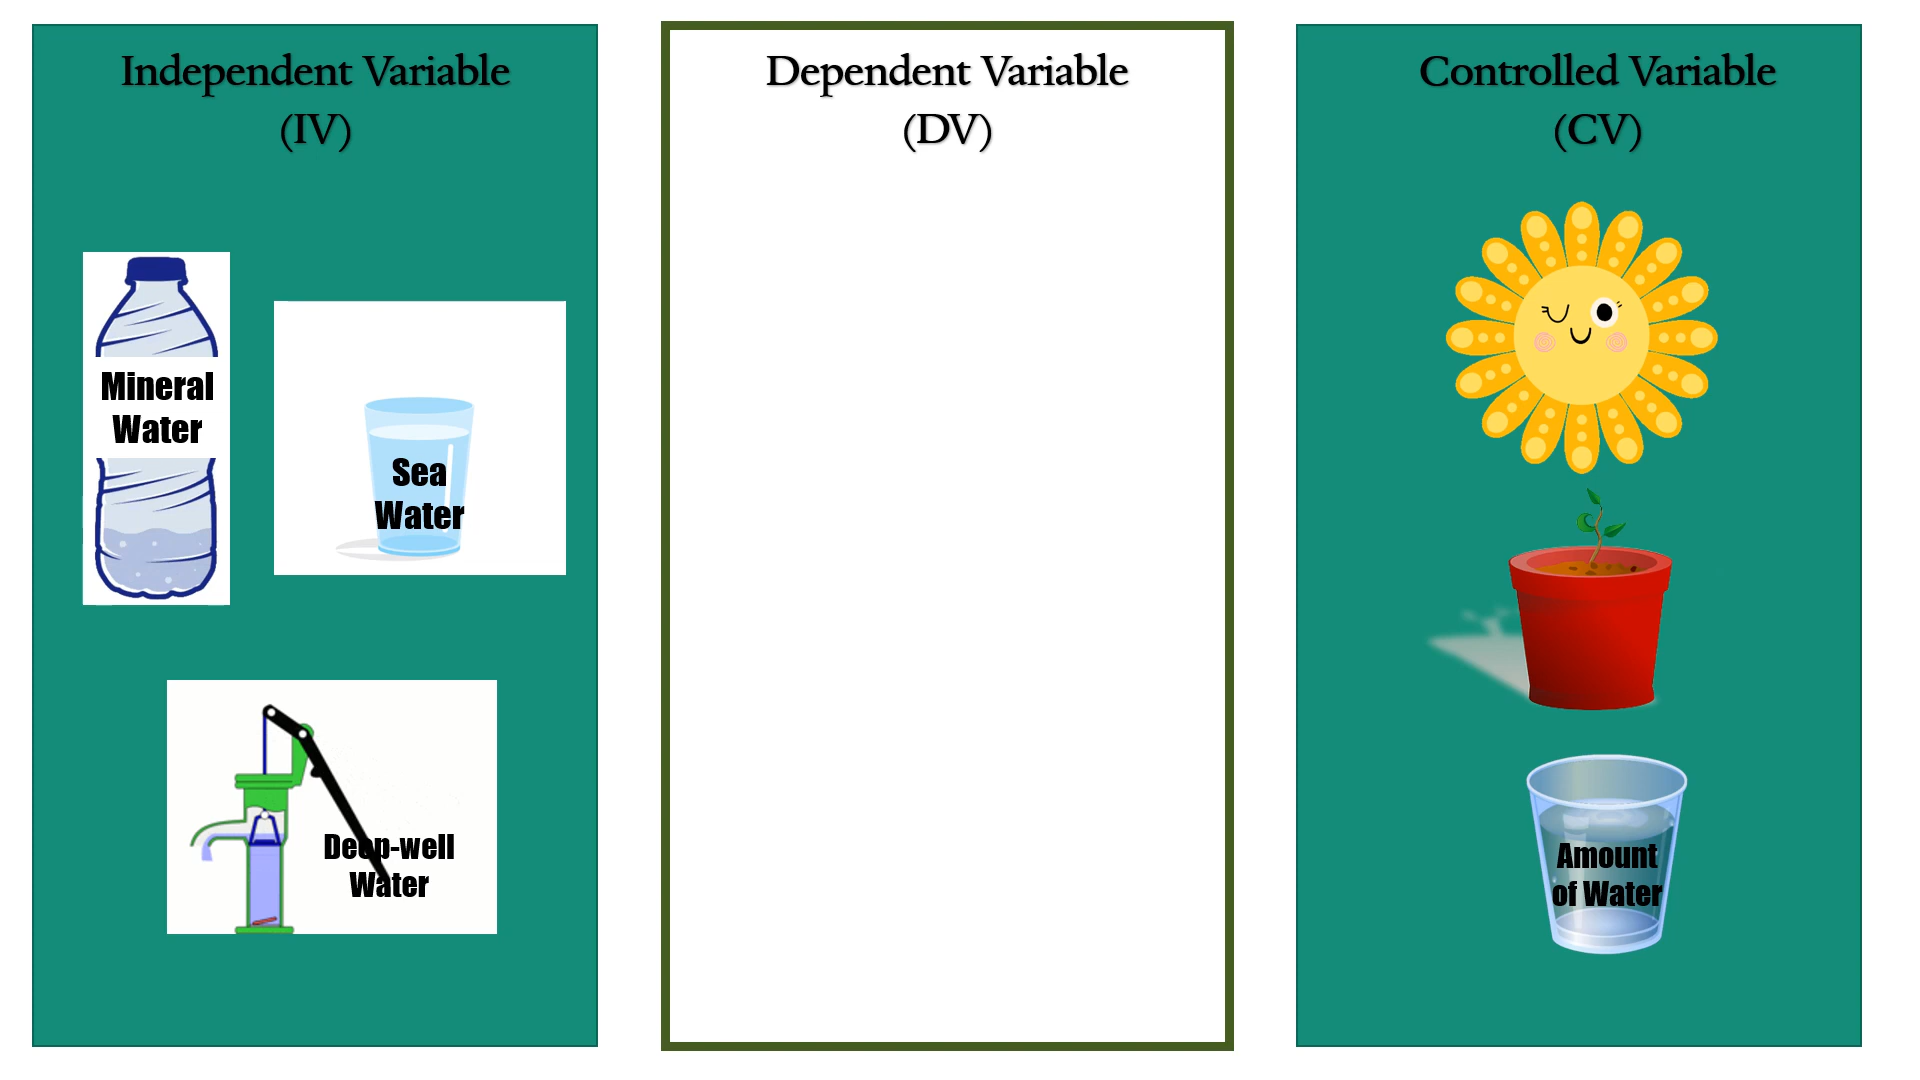 Independent Variable
(IV)
Mineral
Water
Sea
Water
Deep-well
Water
Dependent Variable
(DV)
Controlled Variable
(CV)
Amount
of Water